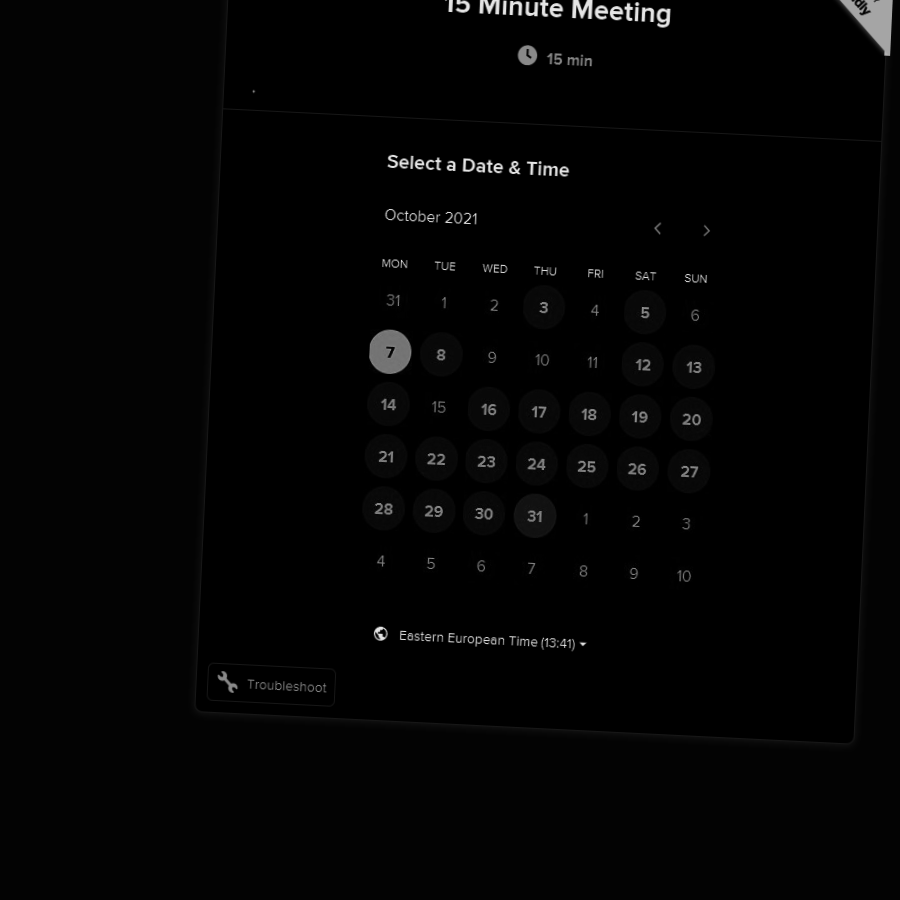 15 Minute Meeting
15 min
Select a Date & Time
October 2021
MON TUE WED THU FRI SAT SUN
31 1 2 3 4 5 6
7 8 9 10 11 12 13
14 15 16 17 18 19 20
21 22 23 24 25 26 27
28 29 30 31 1 2 3
4 5 6 7 8 9 10
Eastern European Time (13:41)
Troubleshoot